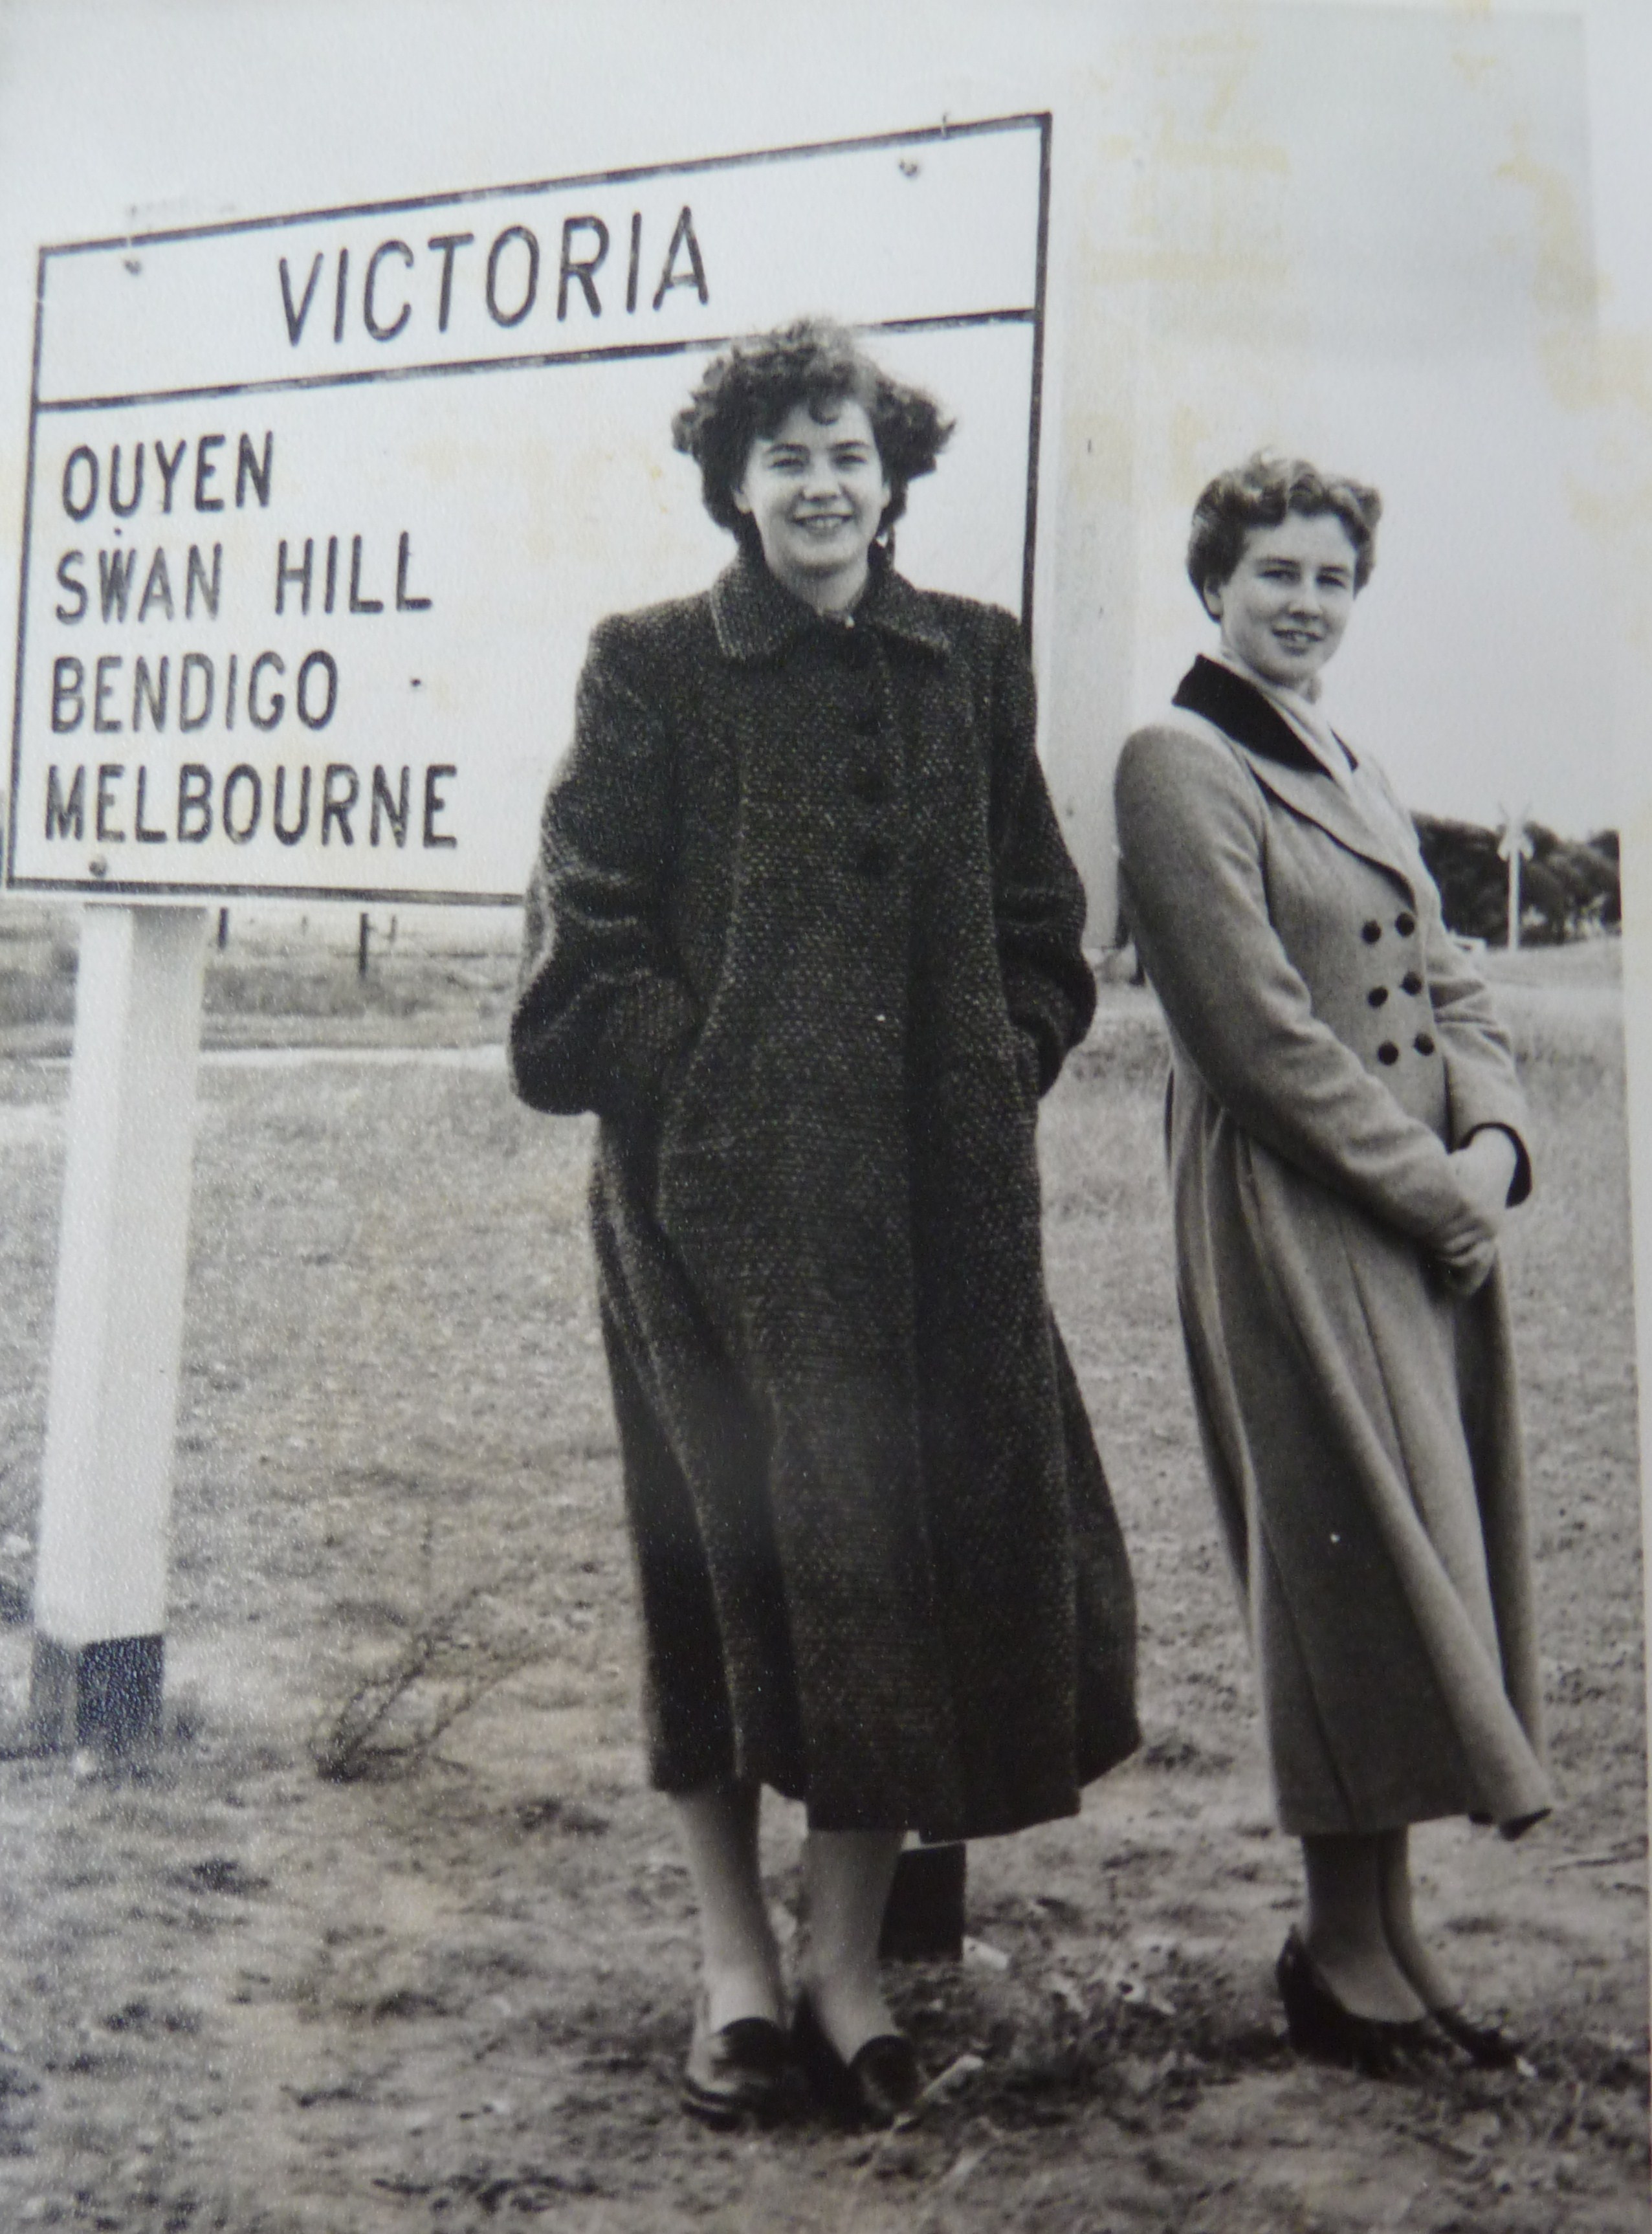 VICTORIA
OUYEN
SWAN HILL
BENDIGO
MELBOURNE